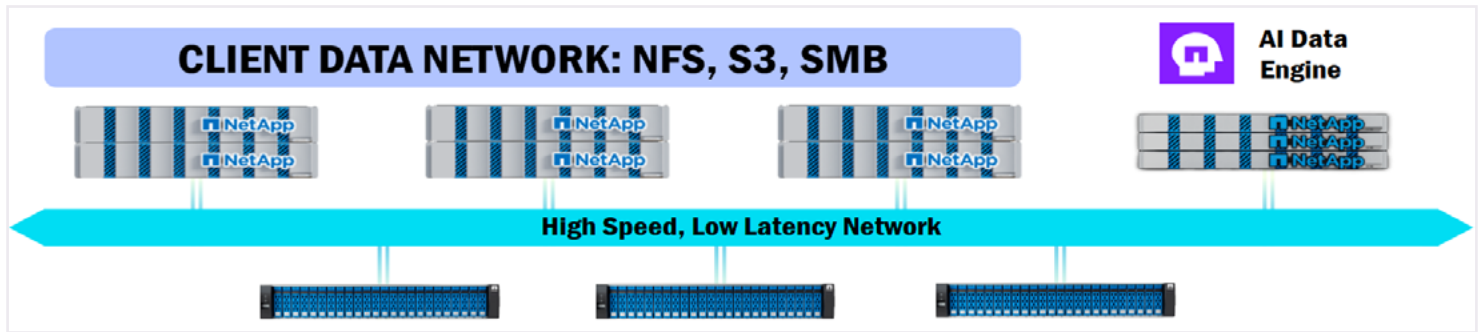 CLIENT DATA NETWORK: NFS, S3, SMB
AI Data
Engine
NetApp
NetApp
NetApp
NetApp
NetApp
NetApp
NetApp
NetApp
NetApp
High Speed, Low Latency Network